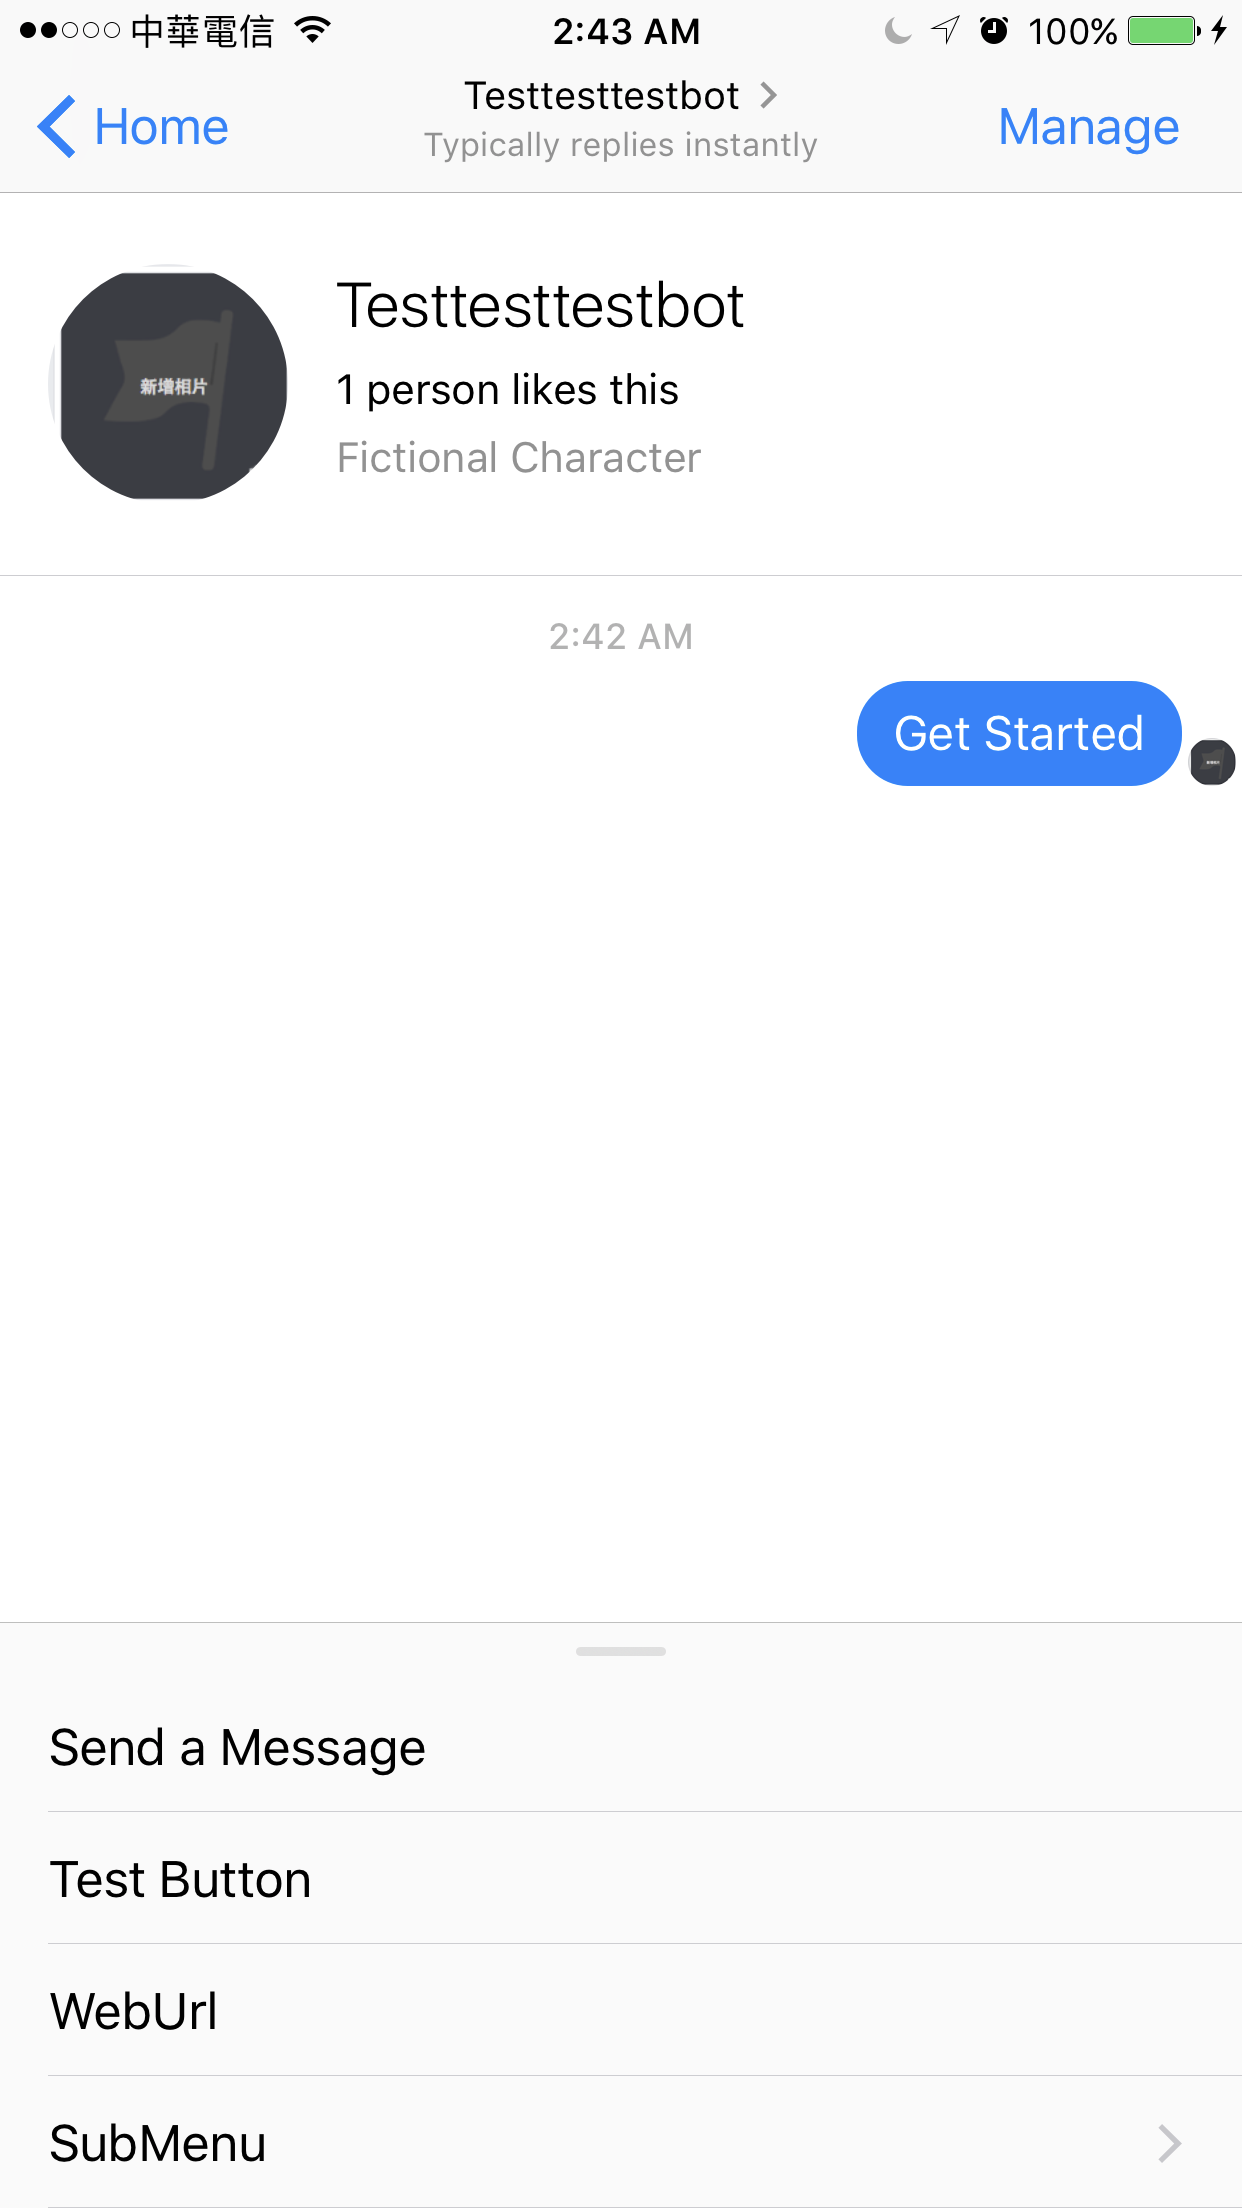 中華電信 2:43 AM 100%
Home Testtesttestbot Manage
Typically replies instantly
新增相片
Testtesttestbot
1 person likes this
Fictional Character
2:42 AM
Get Started
Send a Message
Test Button
WebUrl
SubMenu